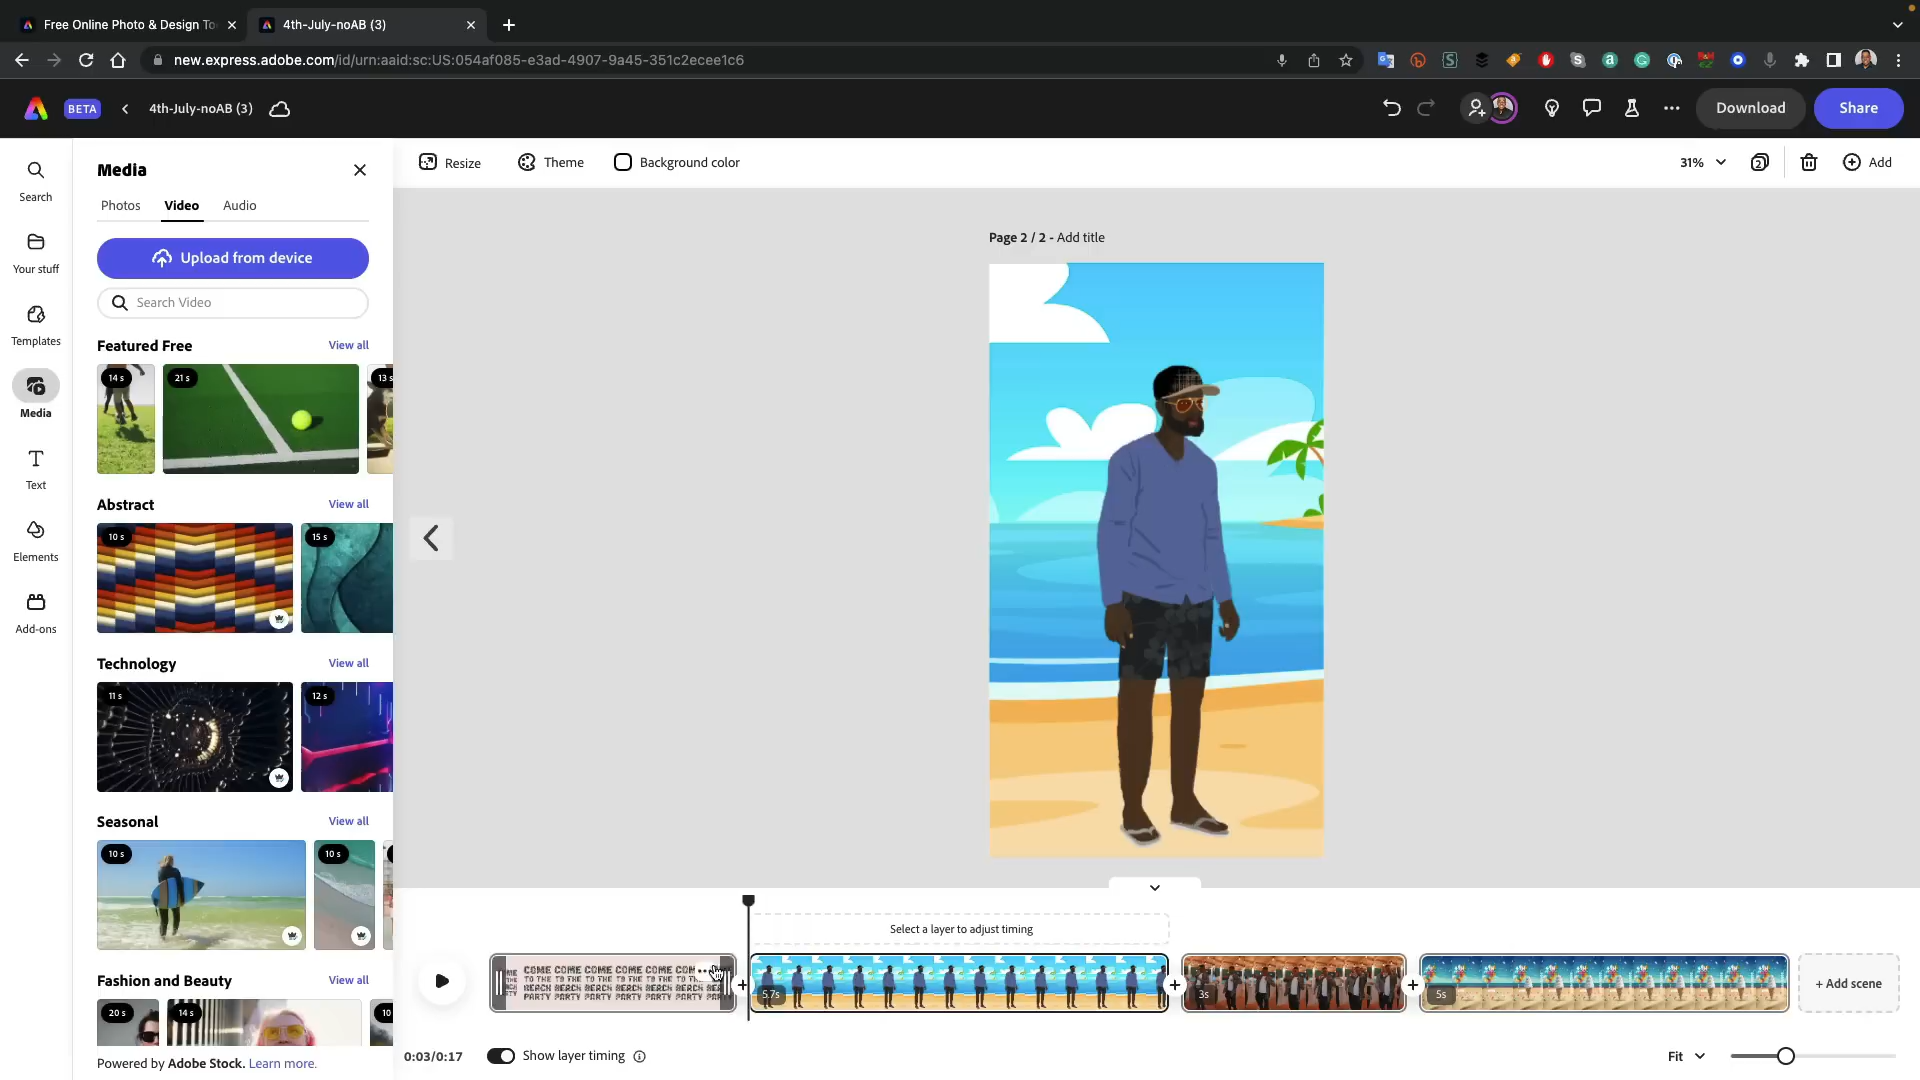 Free Online Photo & Design To
4th-July-noAB (3)
new.express.adobe.com/id/urn:aaid:sc:US:054af085-e3ad-4907-9a45-351c2ecee1c6
BETA
4th-July-noAB (3)
Download
Share
Search
Your stuff
Templates
Media
Text
Elements
Add-ons
Media
Photos
Video
Audio
Upload from device
Search Video
Featured Free
View all
14 s
21 s
13 s
Abstract
View all
10 s
15 s
Technology
View all
11 s
12 s
Seasonal
View all
10 s
10 s
Fashion and Beauty
View all
20 s
14 s
10
Powered by Adobe Stock. Learn more.
Resize
Theme
Background color
31%
2
Add
Page 2 / 2 - Add title
Select a layer to adjust timing
COME COME COME COME COME COM
TO THE TO THE TO THE TO THE TO THE
BEACH BEACH BEACH BEACH BEACH
PARTY PARTY PARTY PARTY PARTY PARTY
5.7s
3s
5s
+ Add scene
0:03/0:17
Show layer timing
Fit